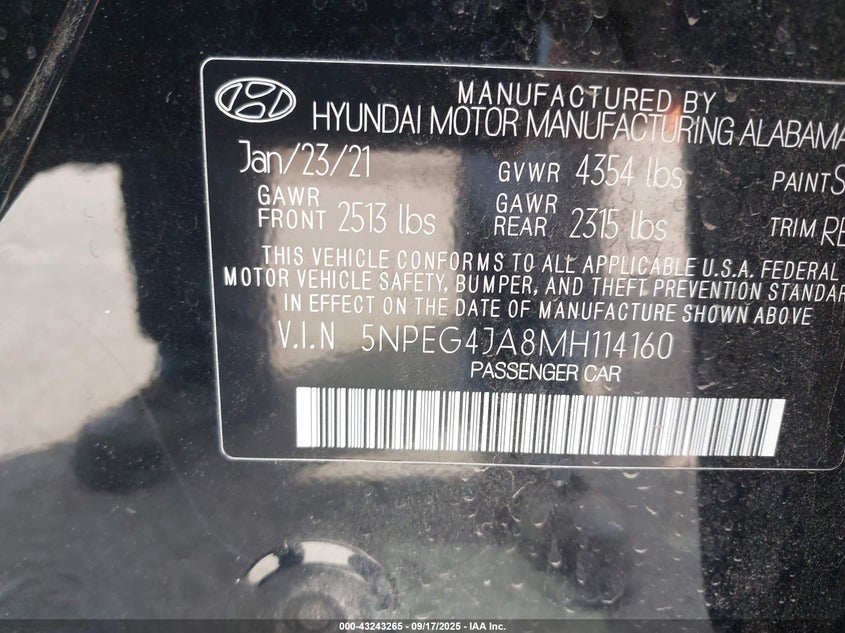 MANUFACTURED BY
HYUNDAI MOTOR MANUFACTURING ALABAMA
Jan/23/21 GVWR 4354 lbs PAINT S
GAWR FRONT 2513 lbs GAWR REAR 2315 lbs TRIM RE
THIS VEHICLE CONFORMS TO ALL APPLICABLE U.S.A. FEDERAL
MOTOR VEHICLE SAFETY, BUMPER, AND THEFT PREVENTION STANDAR
IN EFFECT ON THE DATE OF MANUFACTURE SHOWN ABOVE
V.I.N 5NPEG4JA8MH114160
PASSENGER CAR
000-43243265 - 09/17/2025 - IAA Inc.